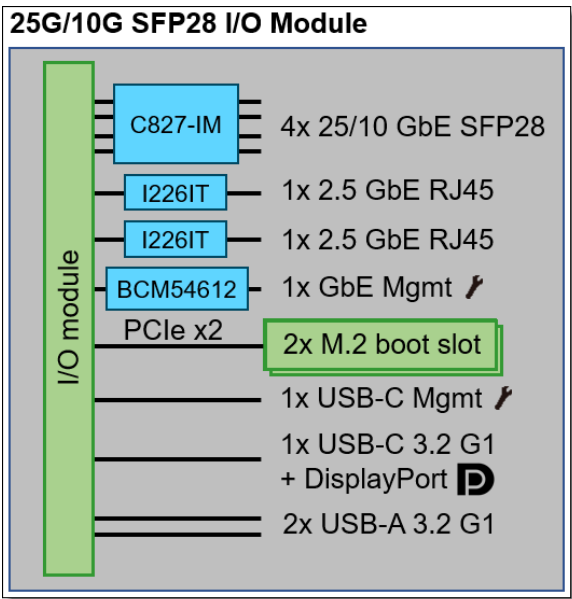 25G/10G SFP28 I/O Module
I/O module
C827-IM
4x 25/10 GbE SFP28
I226IT
1x 2.5 GbE RJ45
I226IT
1x 2.5 GbE RJ45
BCM54612
1x GbE Mgmt
PCIe x2
2x M.2 boot slot
1x USB-C Mgmt
1x USB-C 3.2 G1
+ DisplayPort
2x USB-A 3.2 G1